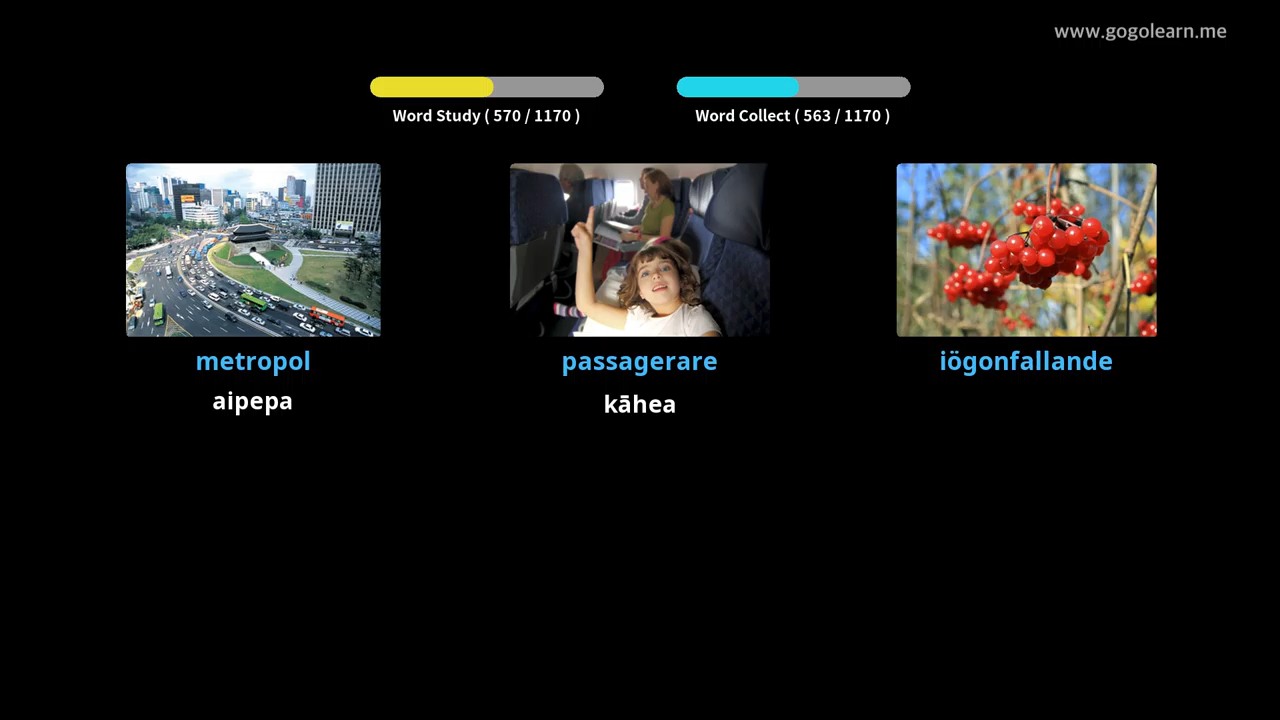 www.gogolearn.me
Word Study ( 570 / 1170 )
Word Collect ( 563 / 1170 )
metropol
passagerare
iögonfallande
aipepa
kāhea